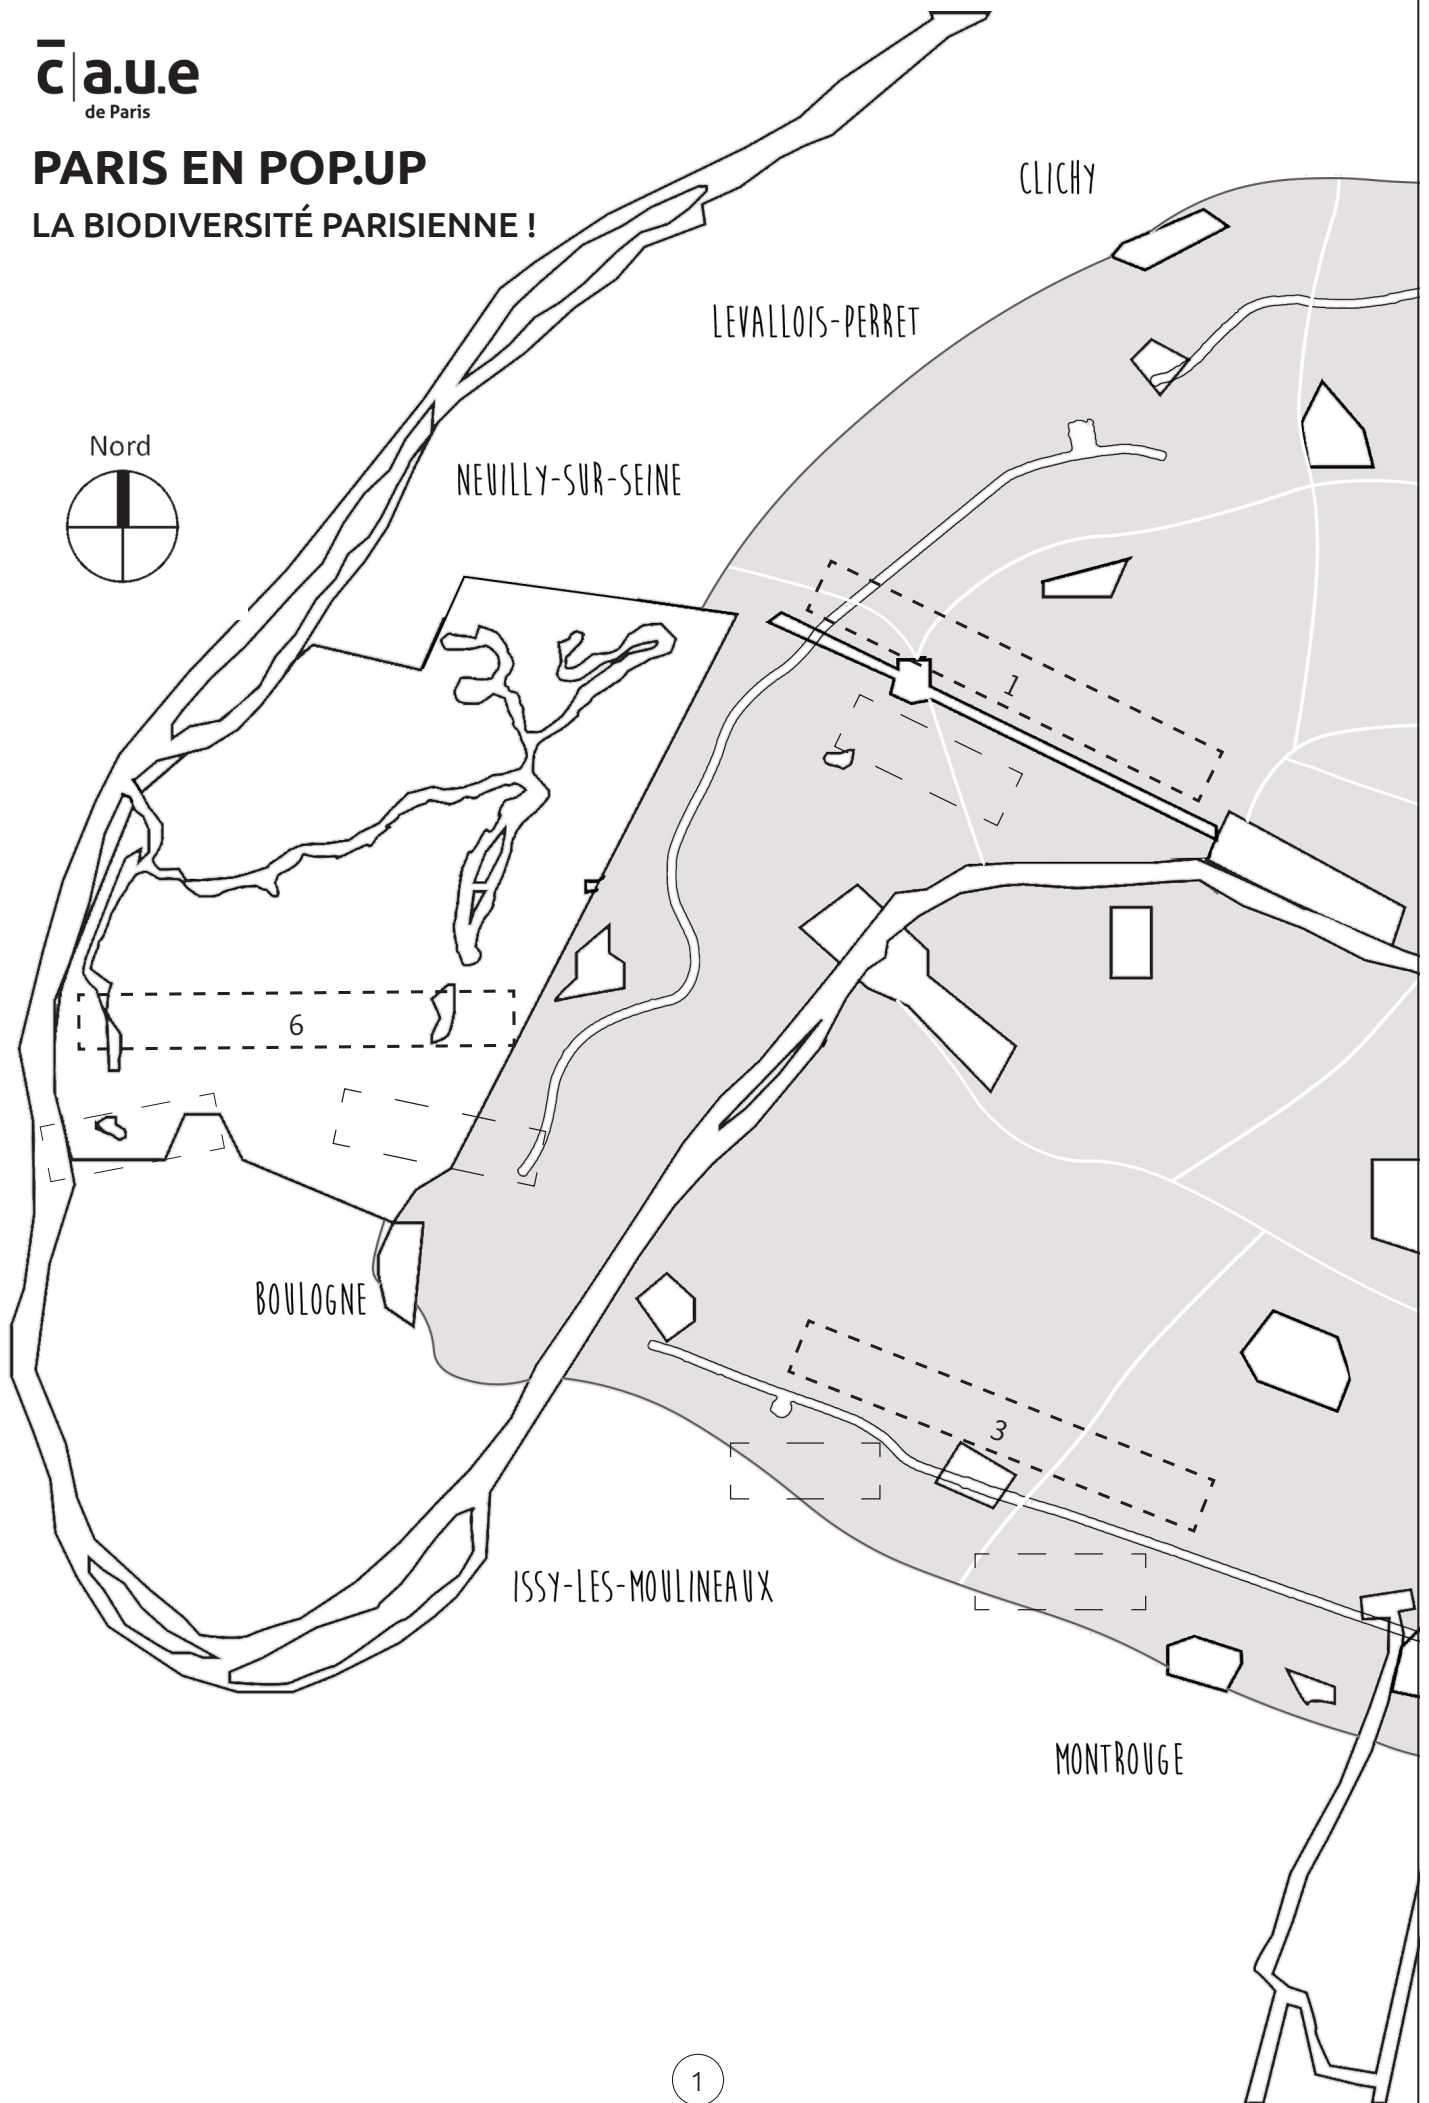 c|a.u.e
de Paris
PARIS EN POP.UP
LA BIODIVERSITÉ PARISIENNE !
CLICHY
LEVALLOIS-PERRET
Nord
NEUILLY-SUR-SEINE
1
6
BOULOGNE
3
ISSY-LES-MOULINEAUX
MONTROUGE
1